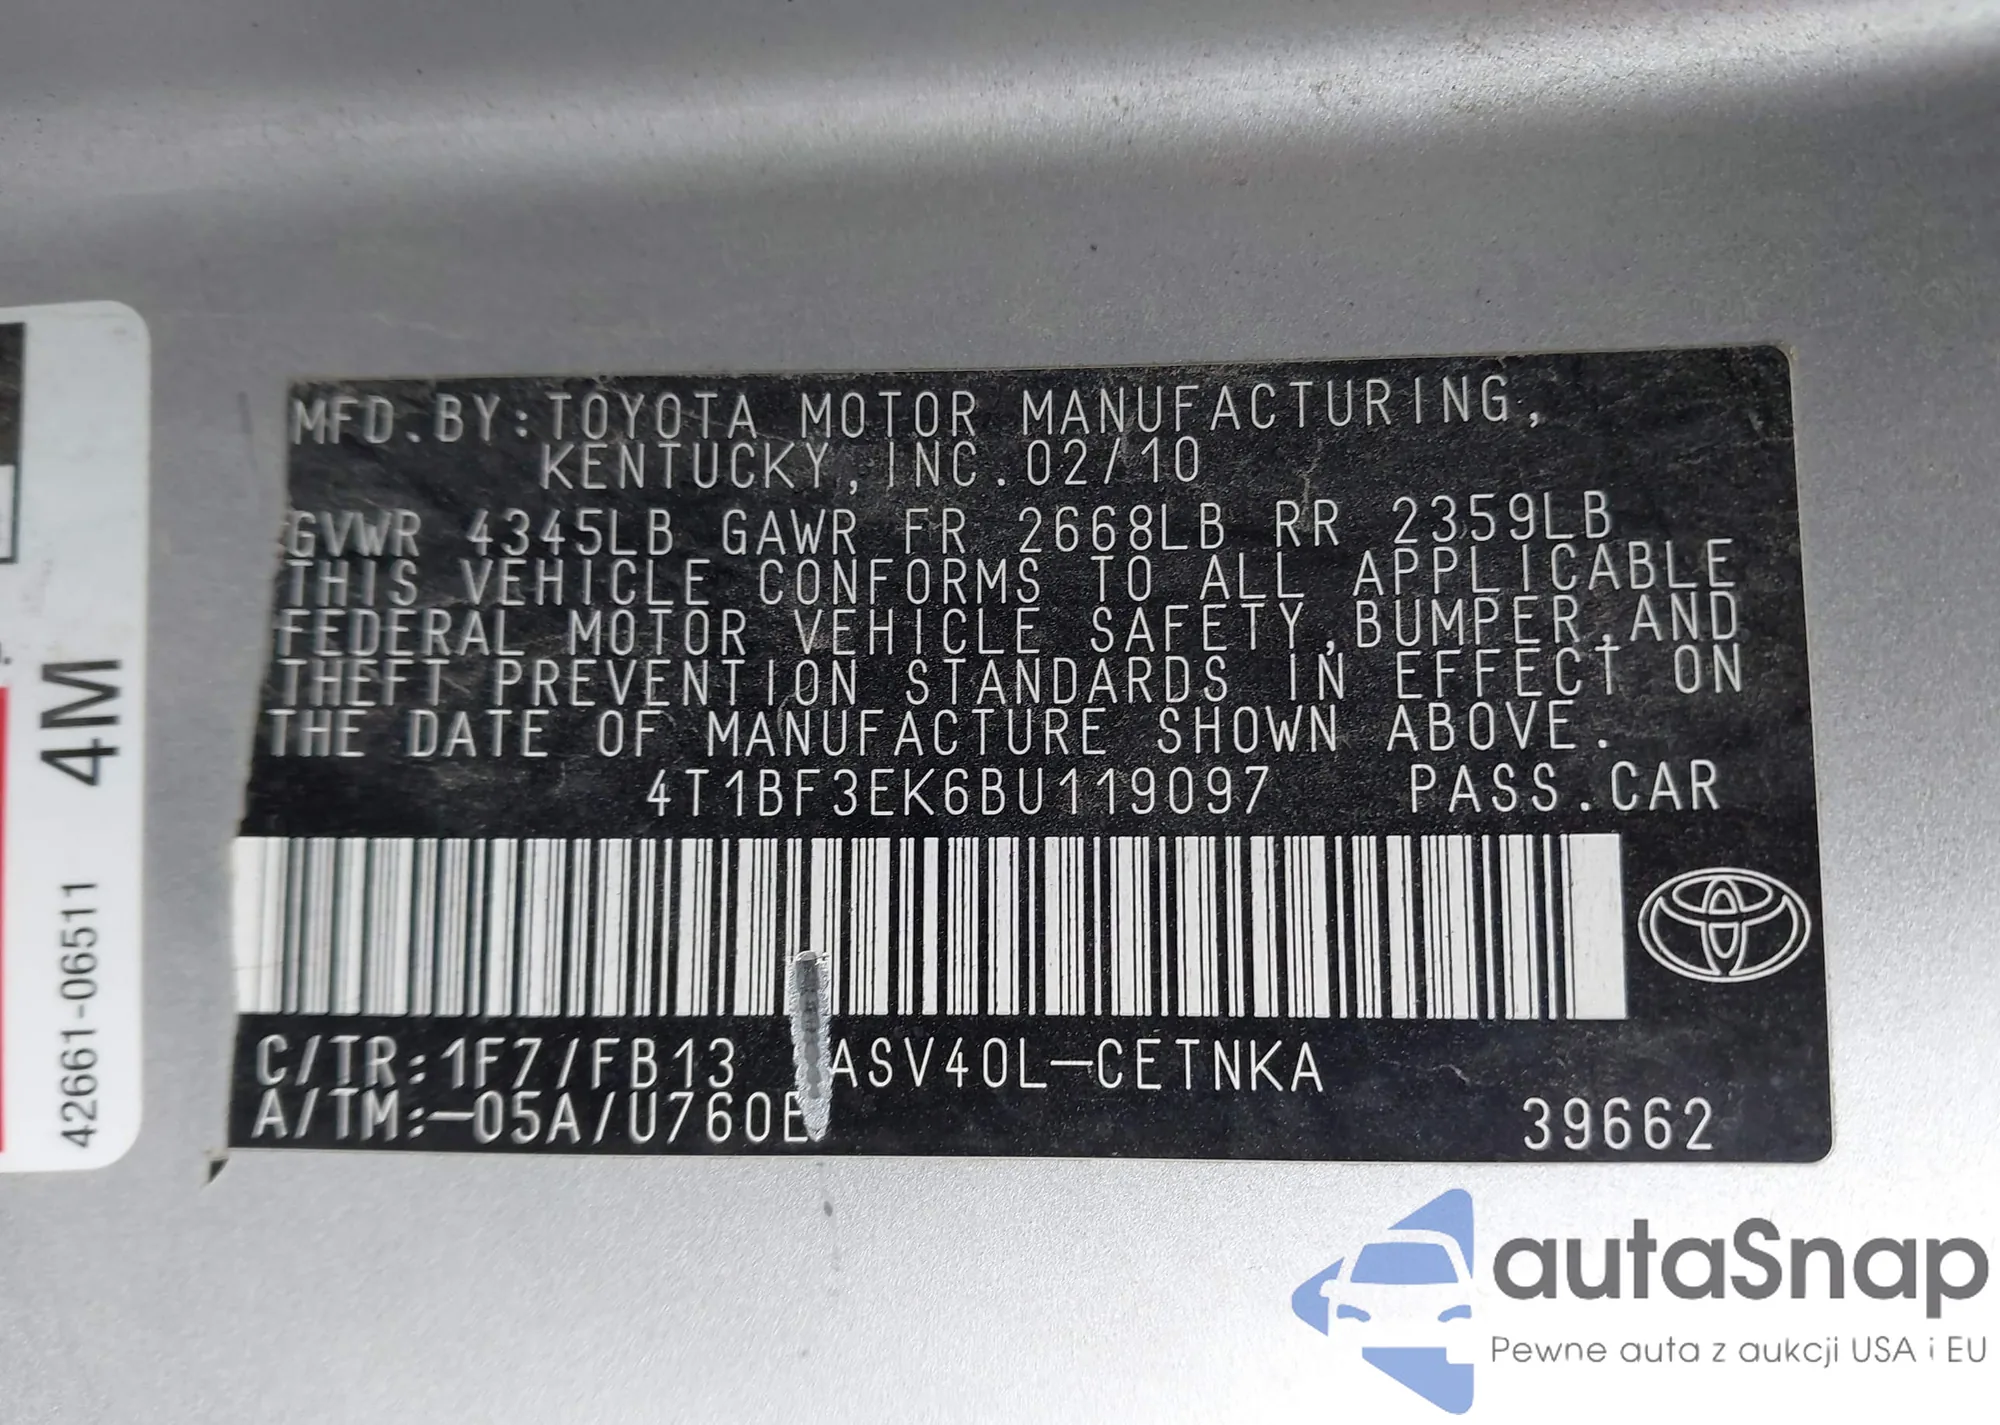 MFD.BY:TOYOTA MOTOR MANUFACTURING,
KENTUCKY, INC. 02/10
GVWR 4345LB GAWR FR 2668LB RR 2359LB
THIS VEHICLE CONFORMS TO ALL APPLICABLE
FEDERAL MOTOR VEHICLE SAFETY, BUMPER, AND
THEFT PREVENTION STANDARDS IN EFFECT ON
THE DATE OF MANUFACTURE SHOWN ABOVE.
4T1BF3EK6BU119097 PASS.CAR
C/TR:1F7/FB13 ASV40L-CETNKA
A/TM:-05A/U760E
39662
4M
42661-06511
autaSnap
Pewne auta z aukcji USA i EU